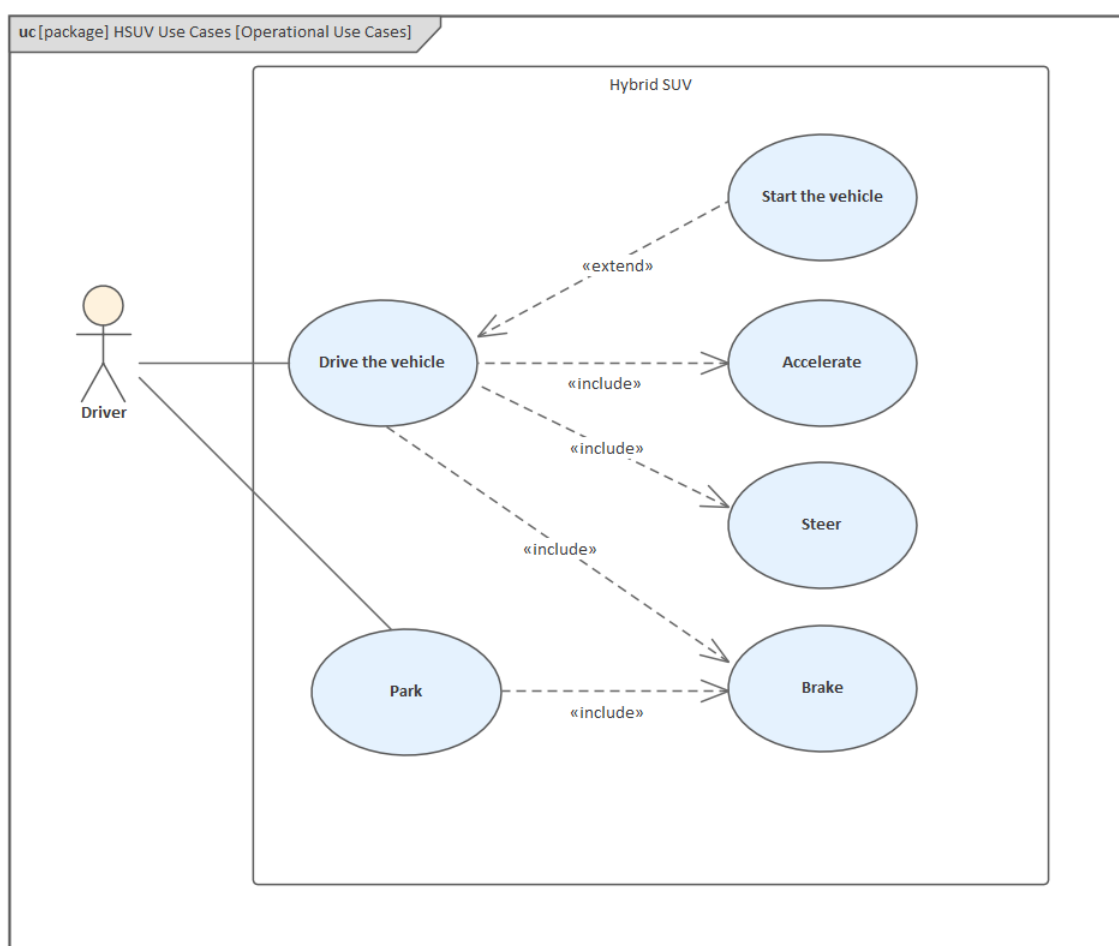 uc [package] HSUV Use Cases [Operational Use Cases]
Hybrid SUV
Start the vehicle
«extend»
Drive the vehicle
Accelerate
«include»
Driver
«include»
Steer
«include»
Park
Brake
«include»